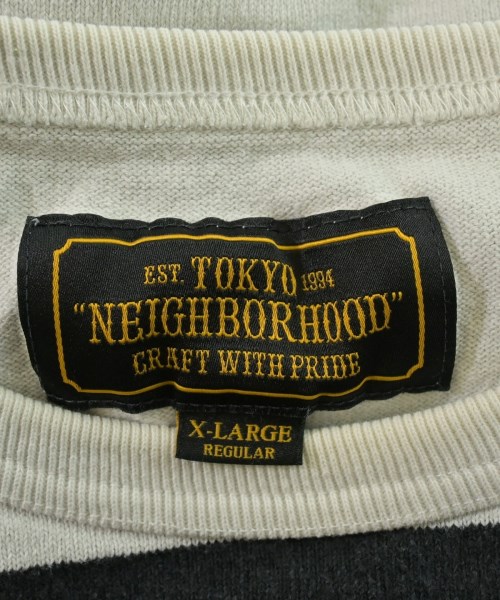 EST. TOKYO 1994
"NEIGHBORHOOD"
CRAFT WITH PRIDE
X-LARGE
REGULAR